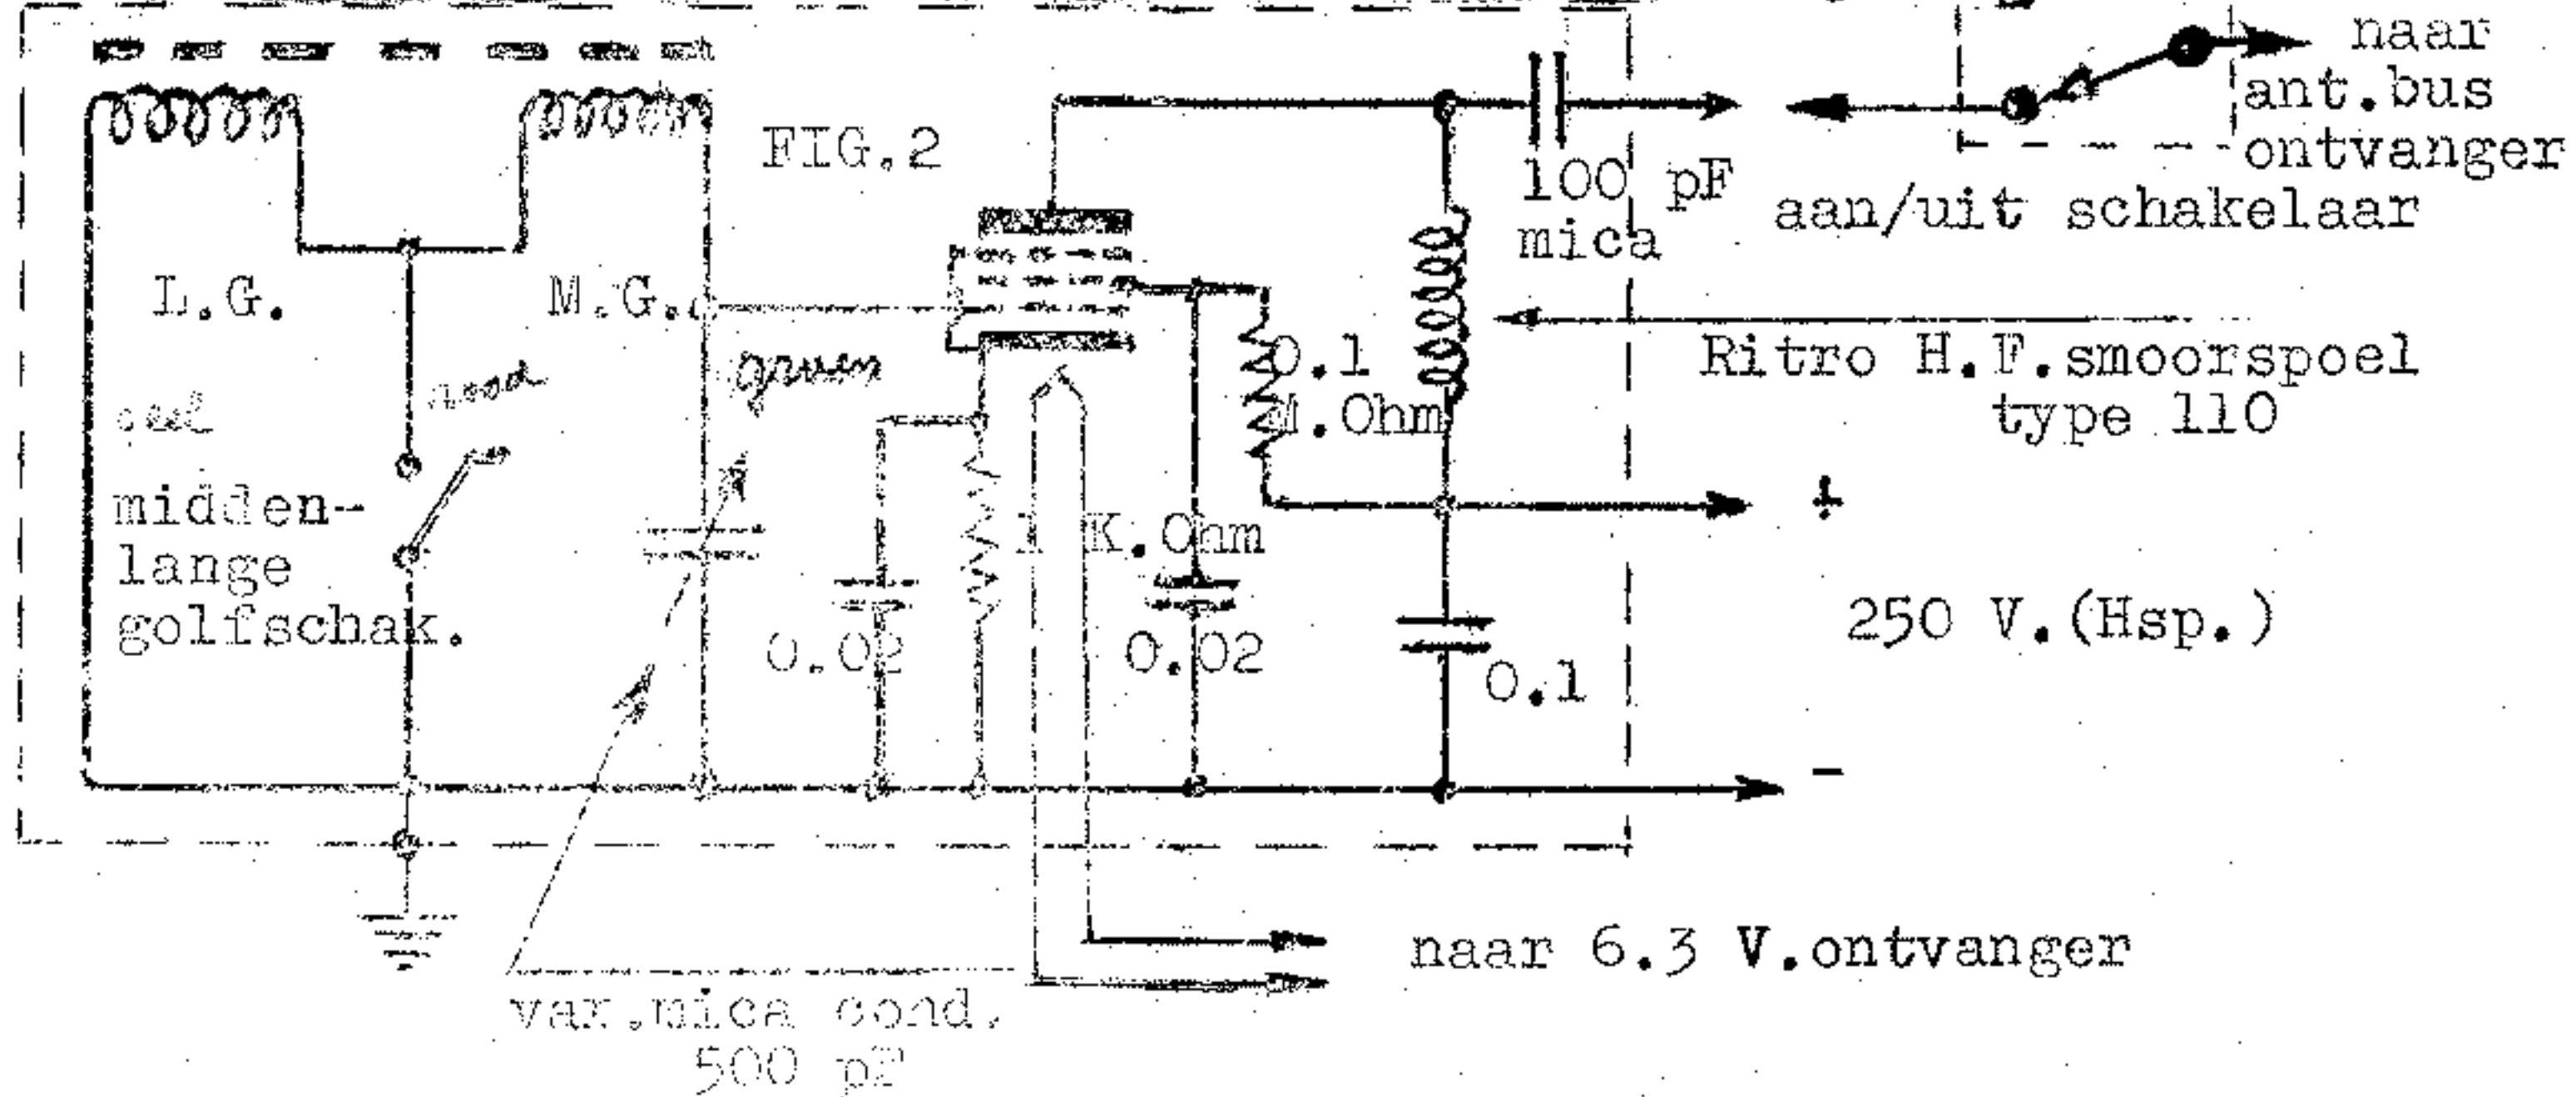 naar
ant.bus
ontvanger
FIG.2
100 pF
mica
aan/uit schakelaar
L.G.
M.G.
groen
0.1
M.Ohm
Ritro H.F.smoorspoel
type 110
rood
midden-
lange
golfschak.
+
1 K.Ohm
250 V.(Hsp.)
0.02
0.02
0.1
-
naar 6.3 V.ontvanger
var.mica cond.
500 pF